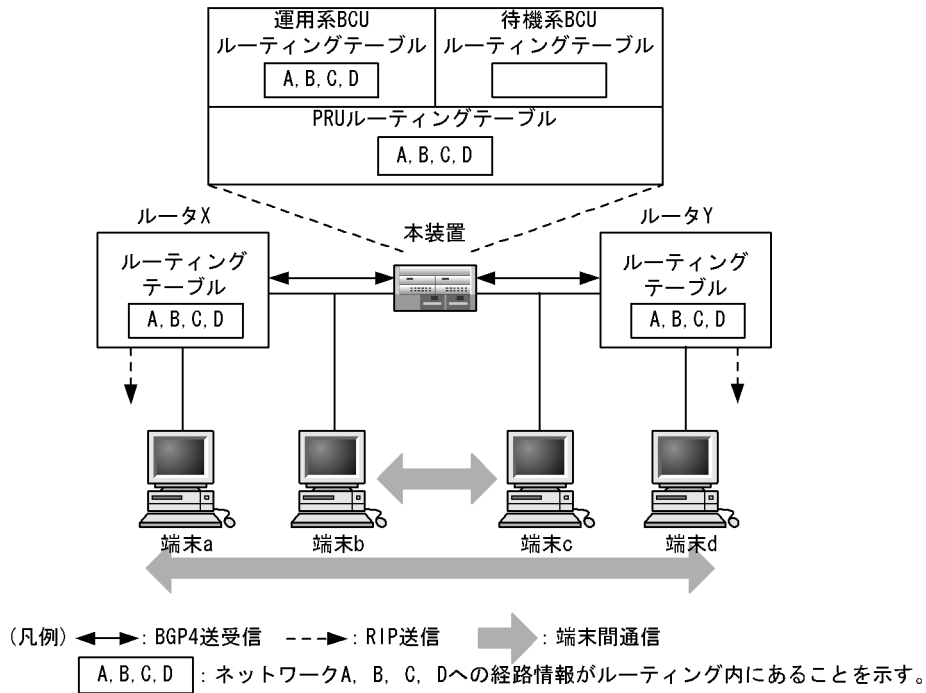 運用系BCU
ルーティングテーブル
A, B, C, D
待機系BCU
ルーティングテーブル
PRUルーティングテーブル
A, B, C, D
ルータX
ルーティング
テーブル
A, B, C, D
本装置
ルータY
ルーティング
テーブル
A, B, C, D
端末a
端末b
端末c
端末d
(凡例) : BGP4送受信 : RIP送信 : 端末間通信
A, B, C, D : ネットワークA, B, C, Dへの経路情報がルーティング内にあることを示す。